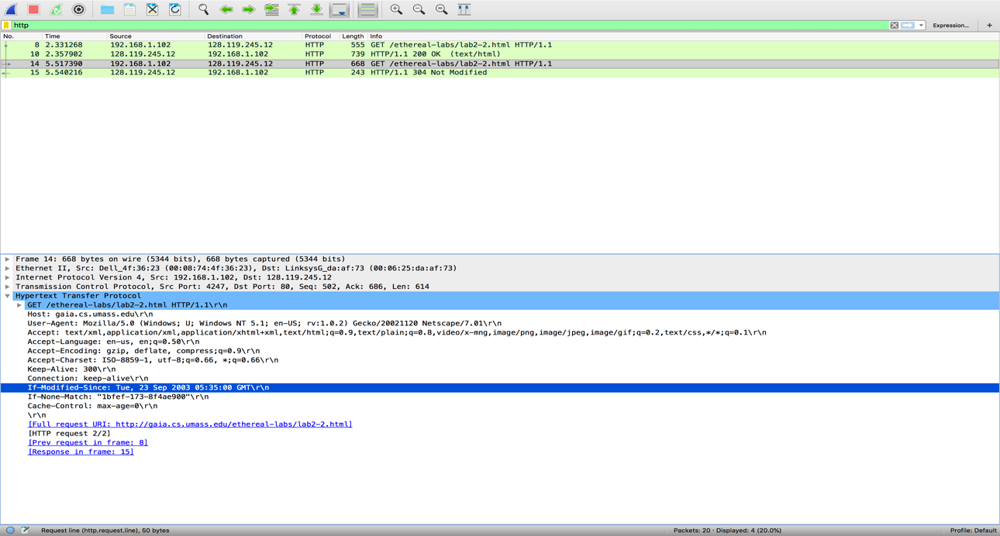 http
Expression...
+
No. Time Source Destination Protocol Length Info
8 2.331268 192.168.1.102 128.119.245.12 HTTP 555 GET /ethereal-labs/lab2-2.html HTTP/1.1
10 2.357902 128.119.245.12 192.168.1.102 HTTP 739 HTTP/1.1 200 OK (text/html)
14 5.517390 192.168.1.102 128.119.245.12 HTTP 668 GET /ethereal-labs/lab2-2.html HTTP/1.1
15 5.540216 128.119.245.12 192.168.1.102 HTTP 243 HTTP/1.1 304 Not Modified
Frame 14: 668 bytes on wire (5344 bits), 668 bytes captured (5344 bits)
Ethernet II, Src: Dell_4f:36:23 (00:08:74:4f:36:23), Dst: LinksysG_da:af:73 (00:06:25:da:af:73)
Internet Protocol Version 4, Src: 192.168.1.102, Dst: 128.119.245.12
Transmission Control Protocol, Src Port: 4247, Dst Port: 80, Seq: 502, Ack: 686, Len: 614
Hypertext Transfer Protocol
GET /ethereal-labs/lab2-2.html HTTP/1.1\r\n
Host: gaia.cs.umass.edu\r\n
User-Agent: Mozilla/5.0 (Windows; U; Windows NT 5.1; en-US; rv:1.0.2) Gecko/20021120 Netscape/7.01\r\n
Accept: text/xml,application/xml,application/xhtml+xml,text/html;q=0.9,text/plain;q=0.8,video/x-mng,image/png,image/jpeg,image/gif;q=0.2,text/css,*/*;q=0.1\r\n
Accept-Language: en-us, en;q=0.50\r\n
Accept-Encoding: gzip, deflate, compress;q=0.9\r\n
Accept-Charset: ISO-8859-1, utf-8;q=0.66, *;q=0.66\r\n
Keep-Alive: 300\r\n
Connection: keep-alive\r\n
If-Modified-Since: Tue, 23 Sep 2003 05:35:00 GMT\r\n
If-None-Match: "1bfef-173-8f4ae900"\r\n
Cache-Control: max-age=0\r\n
\r\n
[Full request URI: http://gaia.cs.umass.edu/ethereal-labs/lab2-2.html]
[HTTP request 2/2]
[Prev request in frame: 8]
[Response in frame: 15]
Request line (http.request.line), 50 bytes
Packets: 20 · Displayed: 4 (20.0%)
Profile: Default